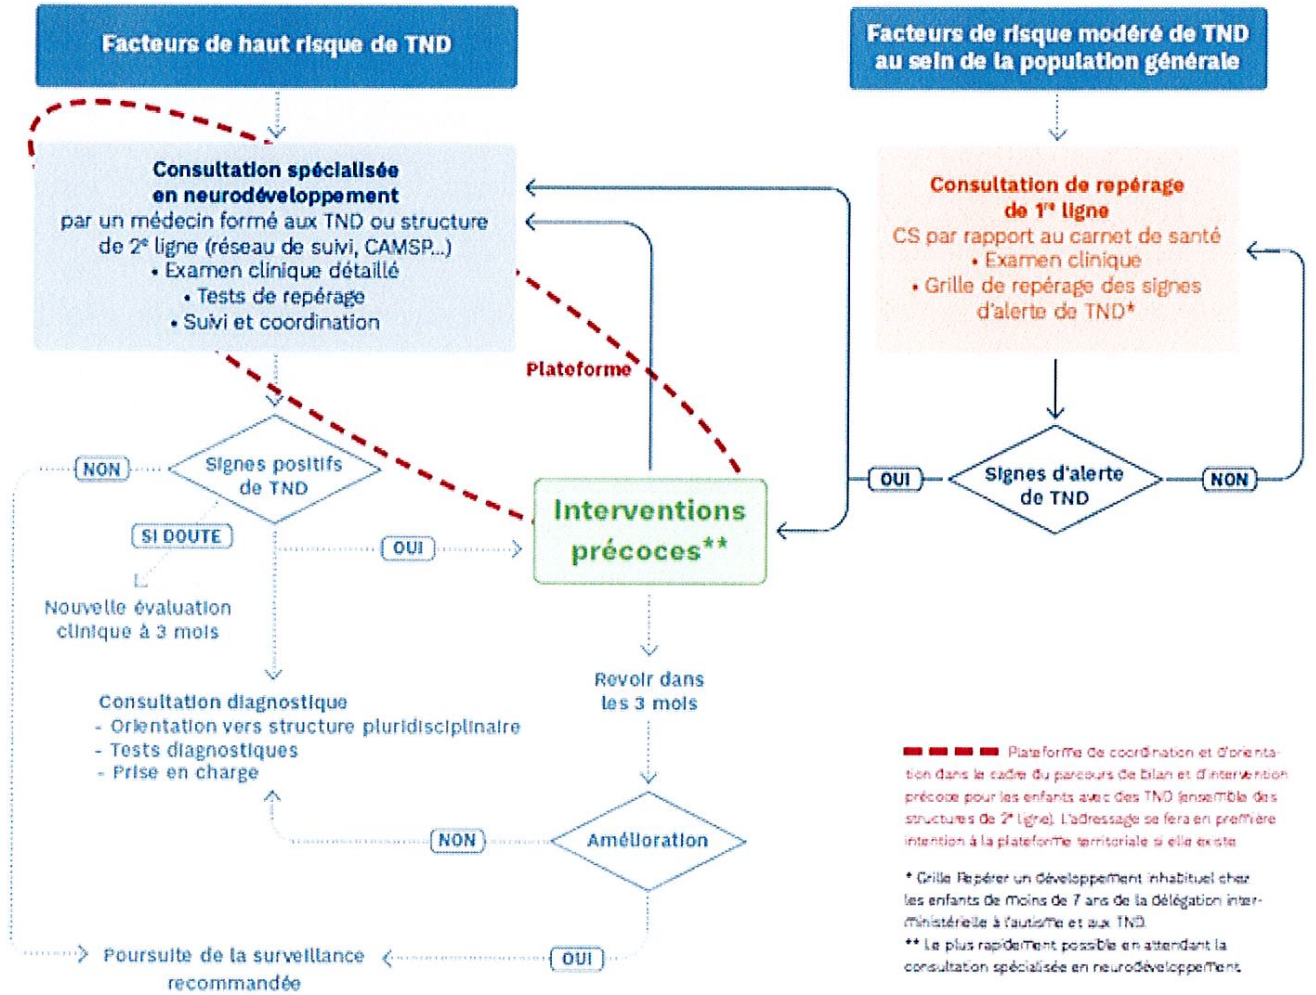 Facteurs de haut risque de TND
Facteurs de risque modéré de TND
au sein de la population générale
Consultation spécialisée
en neurodéveloppement
par un médecin formé aux TND ou structure
de 2e ligne (réseau de suivi, CAMSP...)
• Examen clinique détaillé
• Tests de repérage
• Suivi et coordination
Consultation de repérage
de 1re ligne
CS par rapport au carnet de santé
• Examen clinique
• Grille de repérage des signes
d'alerte de TND*
Plateforme
Signes positifs
de TND
NON
SI DOUTE
OUI
Nouvelle évaluation
clinique à 3 mois
Interventions
précoces**
OUI
Signes d'alerte
de TND
NON
Consultation diagnostique
- Orientation vers structure pluridisciplinaire
- Tests diagnostiques
- Prise en charge
Revoir dans
les 3 mois
NON
Amélioration
OUI
Poursuite de la surveillance
recommandée
Plateforme de coordination et d'orienta-
tion dans le cadre du parcours de bilan et d'intervention
précoce pour les enfants avec des TND (ensemble des
structures de 2e ligne). L'adressage se fera en première
intention à la plateforme territoriale si elle existe
* Grille Repérer un développement inhabituel chez
les enfants de moins de 7 ans de la délégation inter-
ministérielle à l'autisme et aux TND.
** Le plus rapidement possible en attendant la
consultation spécialisée en neurodéveloppement.